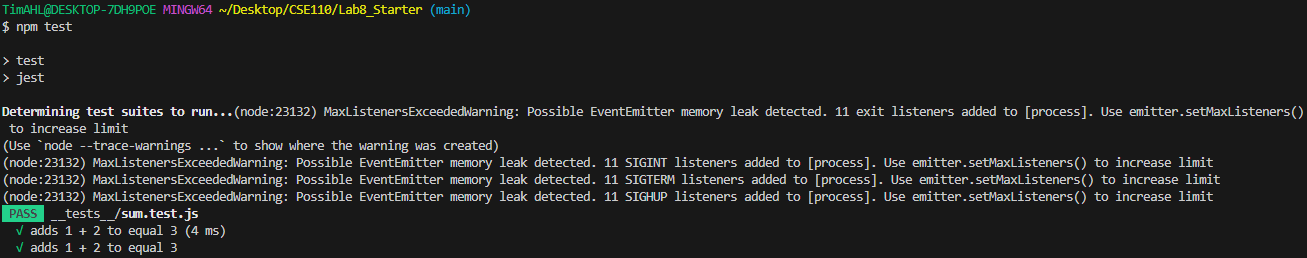 TimAHL@DESKTOP-7DH9POE MINGW64 ~/Desktop/CSE110/Lab8_Starter (main)
$ npm test
> test
> jest
Determining test suites to run...(node:23132) MaxListenersExceededWarning: Possible EventEmitter memory leak detected. 11 exit listeners added to [process]. Use emitter.setMaxListeners()
to increase limit
(Use `node --trace-warnings ...` to show where the warning was created)
(node:23132) MaxListenersExceededWarning: Possible EventEmitter memory leak detected. 11 SIGINT listeners added to [process]. Use emitter.setMaxListeners() to increase limit
(node:23132) MaxListenersExceededWarning: Possible EventEmitter memory leak detected. 11 SIGTERM listeners added to [process]. Use emitter.setMaxListeners() to increase limit
(node:23132) MaxListenersExceededWarning: Possible EventEmitter memory leak detected. 11 SIGHUP listeners added to [process]. Use emitter.setMaxListeners() to increase limit
PASS __tests__/sum.test.js
√ adds 1 + 2 to equal 3 (4 ms)
√ adds 1 + 2 to equal 3